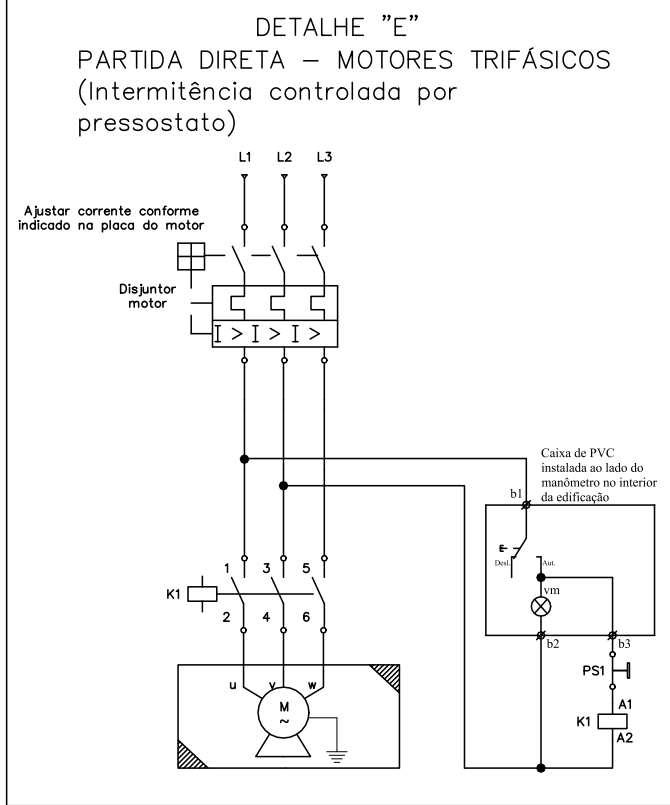 DETALHE "E"
PARTIDA DIRETA – MOTORES TRIFÁSICOS
(Intermitência controlada por
pressostato)
L1 L2 L3
Ajustar corrente conforme
indicado na placa do motor
Disjuntor
motor
I > I > I >
Caixa de PVC
instalada ao lado do
manômetro no interior
da edificação
b1
E
Desl. Aut.
vm
b2 b3
1 3 5
K1
2 4 6
PS1
u v w
M
~
A1
K1
A2